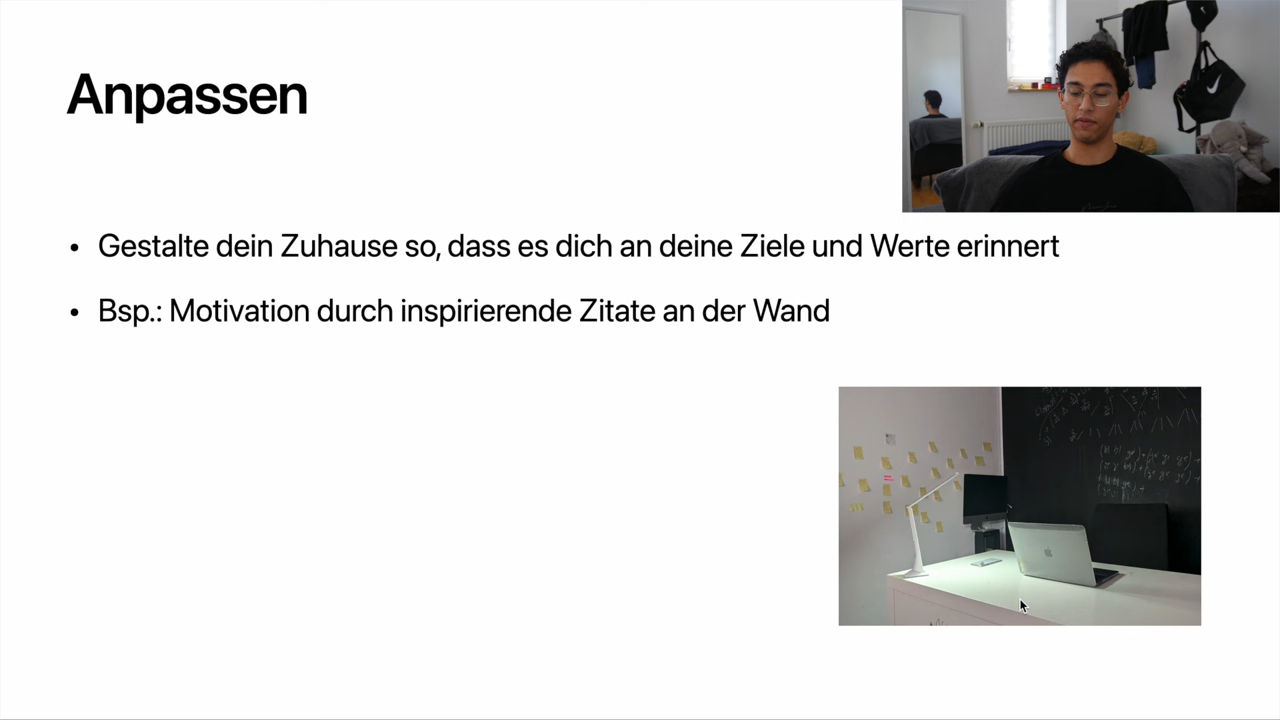 Anpassen
• Gestalte dein Zuhause so, dass es dich an deine Ziele und Werte erinnert
• Bsp.: Motivation durch inspirierende Zitate an der Wand